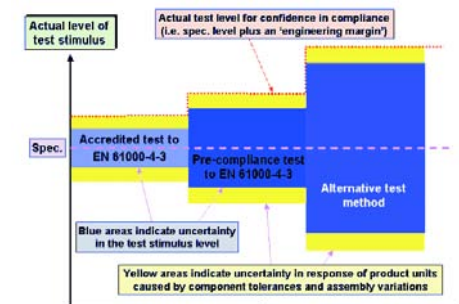 Actual level of
test stimulus
Actual test level for confidence in compliance
(i.e. spec. level plus an 'engineering margin')
Accredited test to
EN 61000-4-3
Spec.
Pre-compliance test
to EN 61000-4-3
Alternative test
method
Blue areas indicate uncertainty
in the test stimulus level
Yellow areas indicate uncertainty in response of product units
caused by component tolerances and assembly variations